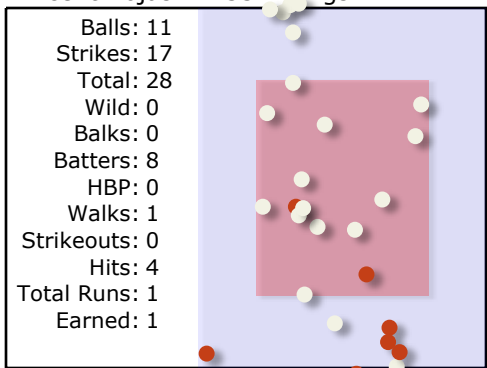 Balls: 11
Strikes: 17
Total: 28
Wild: 0
Balks: 0
Batters: 8
HBP: 0
Walks: 1
Strikeouts: 0
Hits: 4
Total Runs: 1
Earned: 1